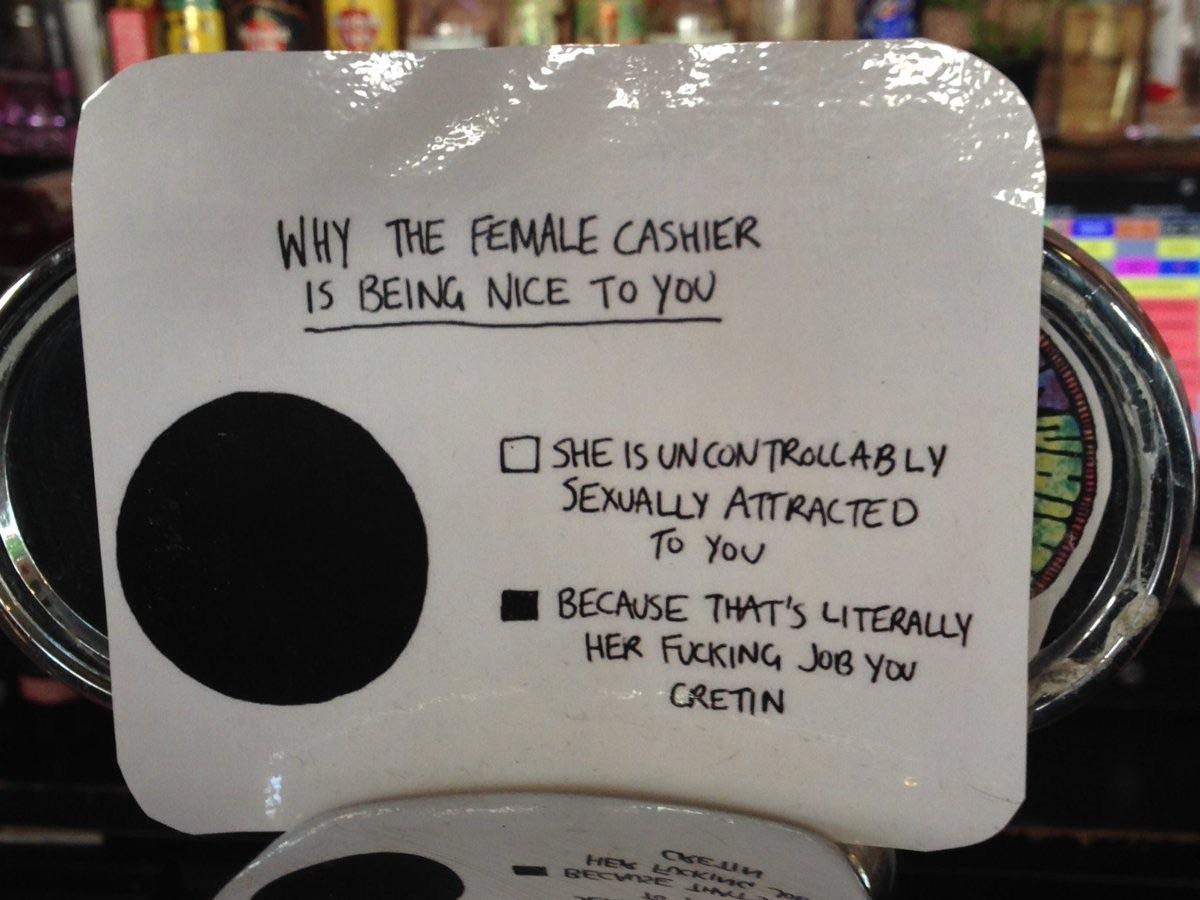 WHY THE FEMALE CASHIER
IS BEING NICE TO YOU
SHE IS UNCONTROLLABLY
SEXUALLY ATTRACTED
TO YOU
BECAUSE THAT'S LITERALLY
HER FUCKING JOB YOU
CRETIN